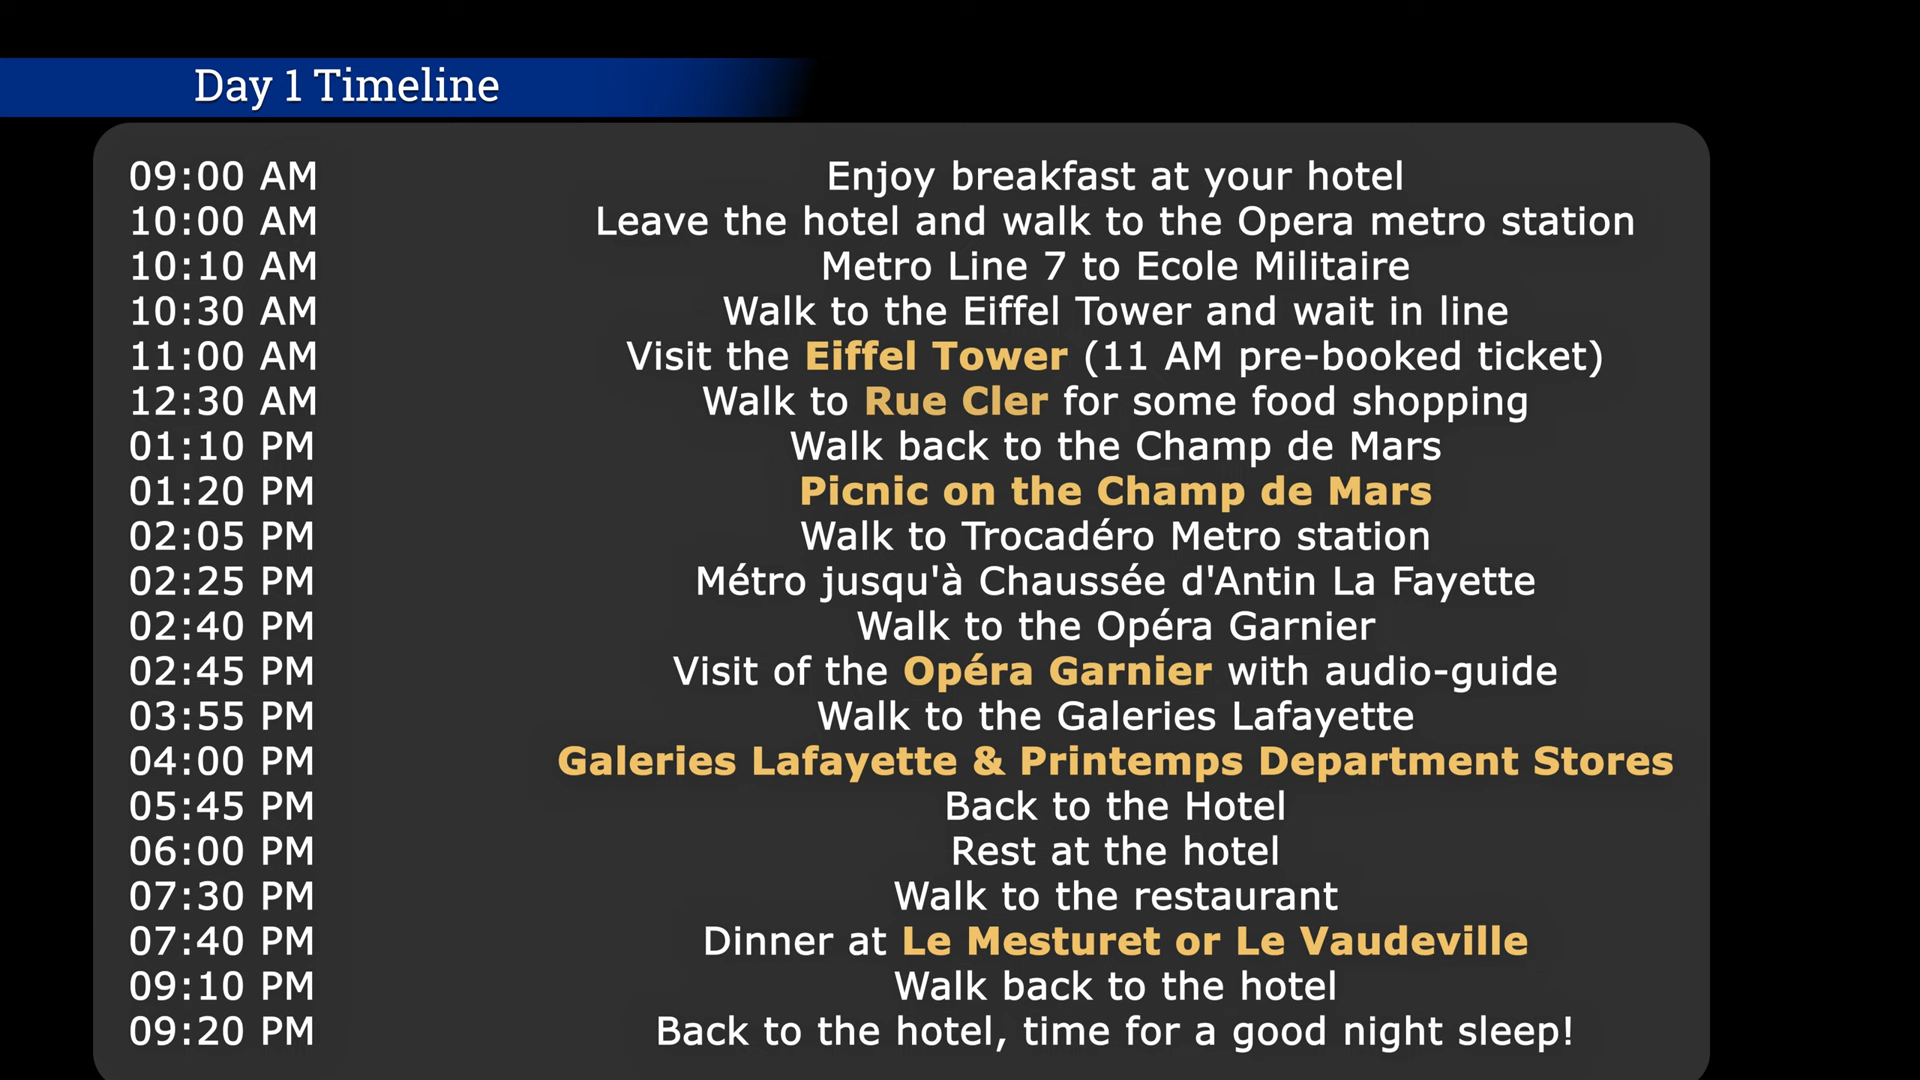 Day 1 Timeline
09:00 AM Enjoy breakfast at your hotel
10:00 AM Leave the hotel and walk to the Opera metro station
10:10 AM Metro Line 7 to Ecole Militaire
10:30 AM Walk to the Eiffel Tower and wait in line
11:00 AM Visit the Eiffel Tower (11 AM pre-booked ticket)
12:30 AM Walk to Rue Cler for some food shopping
01:10 PM Walk back to the Champ de Mars
01:20 PM Picnic on the Champ de Mars
02:05 PM Walk to Trocadéro Metro station
02:25 PM Métro jusqu'à Chaussée d'Antin La Fayette
02:40 PM Walk to the Opéra Garnier
02:45 PM Visit of the Opéra Garnier with audio-guide
03:55 PM Walk to the Galeries Lafayette
04:00 PM Galeries Lafayette & Printemps Department Stores
05:45 PM Back to the Hotel
06:00 PM Rest at the hotel
07:30 PM Walk to the restaurant
07:40 PM Dinner at Le Mesturet or Le Vaudeville
09:10 PM Walk back to the hotel
09:20 PM Back to the hotel, time for a good night sleep!